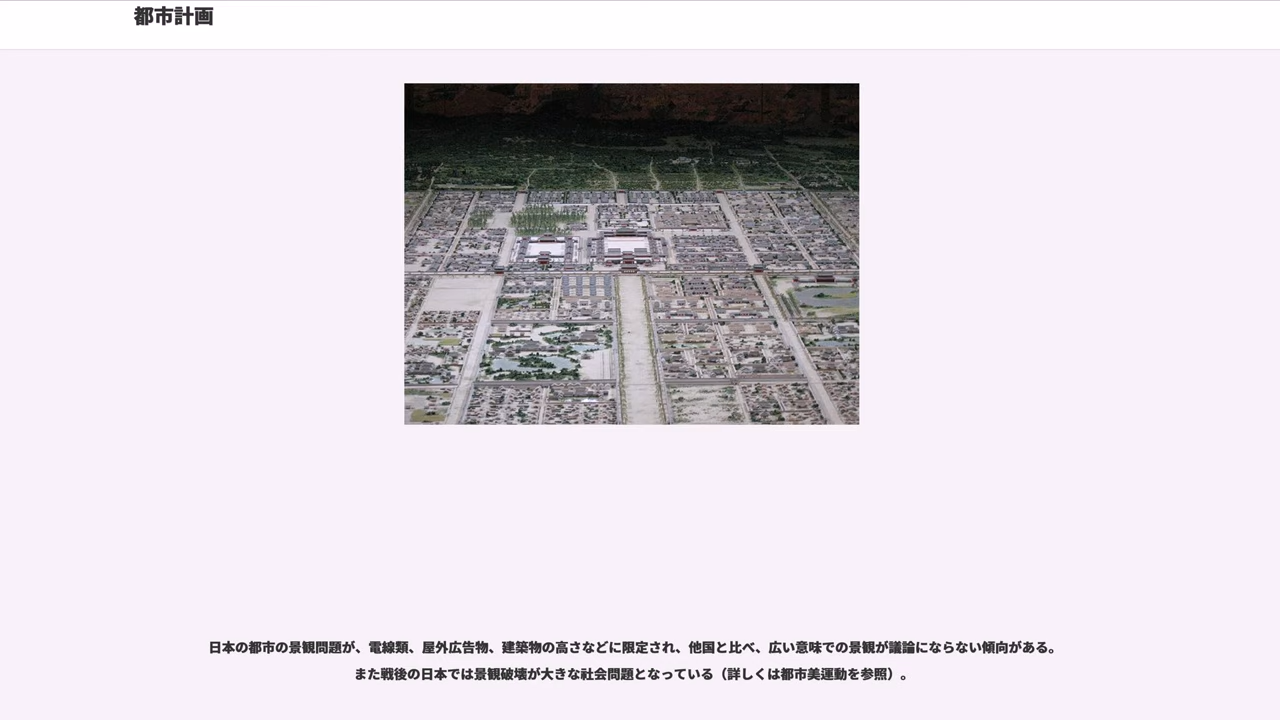 都市計画
日本の都市の景観問題が、電線類、屋外広告物、建築物の高さなどに限定され、他国と比べ、広い意味での景観が議論にならない傾向がある。
また戦後の日本では景観破壊が大きな社会問題となっている（詳しくは都市美運動を参照）。